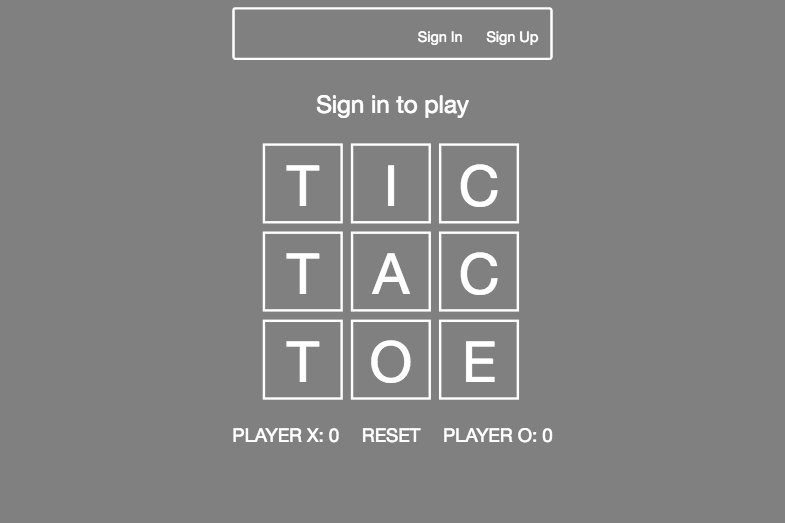 Sign In Sign Up
Sign in to play
T I C
T A C
T O E
PLAYER X: 0 RESET PLAYER O: 0